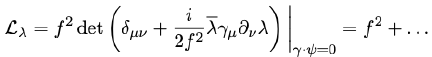 $\mathcal{L}_{\lambda} = f^2 \det \left( \delta_{\mu\nu} + \frac{i}{2f^2} \overline{\lambda} \gamma_{\mu} \partial_{\nu} \lambda \right) \bigg|_{\gamma \cdot \psi = 0} = f^2 + \dots$